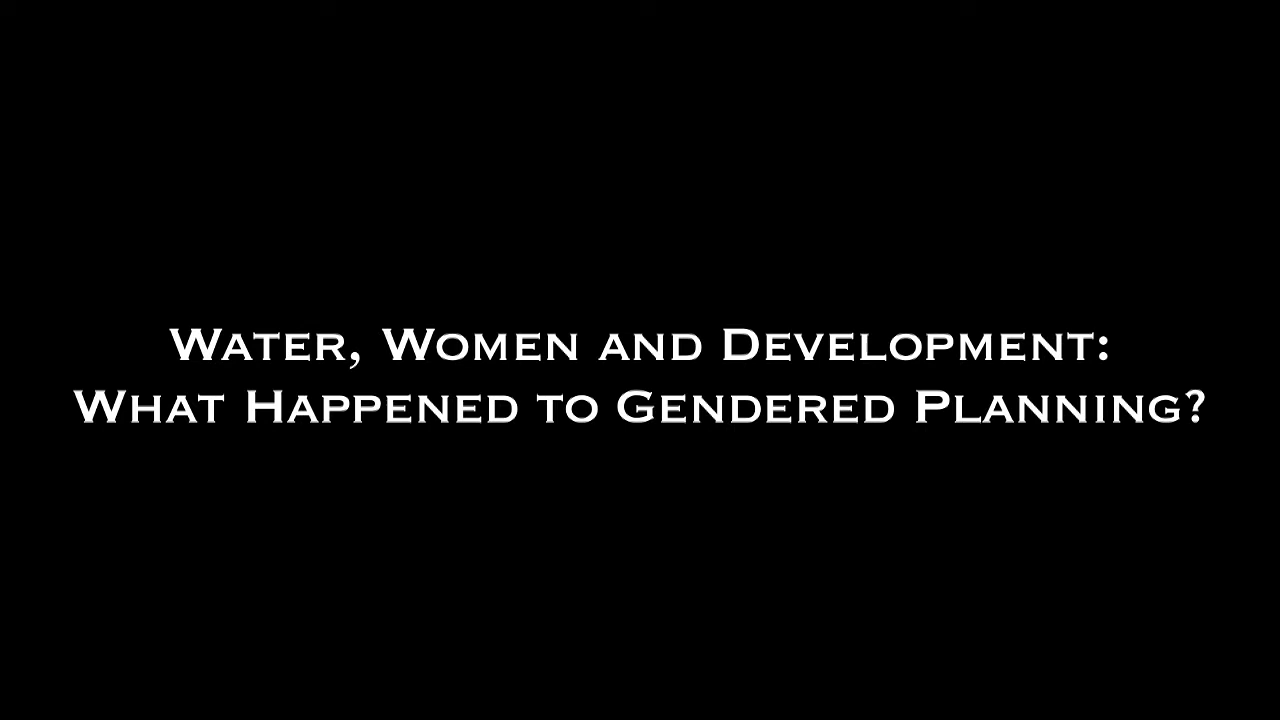 Water, Women and Development:
What Happened to Gendered Planning?